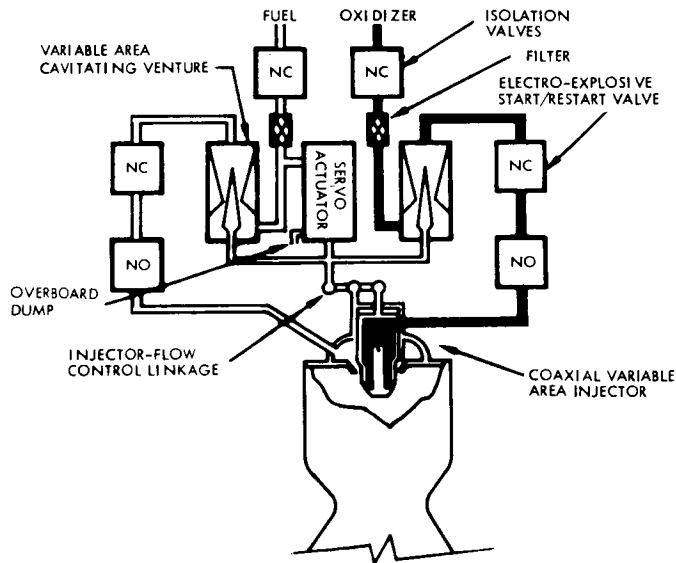 FUEL
OXIDIZER
ISOLATION
VALVES
VARIABLE AREA
CAVITATING VENTURE
NC
NC
FILTER
ELECTRO-EXPLOSIVE
START/RESTART VALVE
NC
SERVO
ACTUATOR
NC
NO
NO
OVERBOARD
DUMP
INJECTOR-FLOW
CONTROL LINKAGE
COAXIAL VARIABLE
AREA INJECTOR